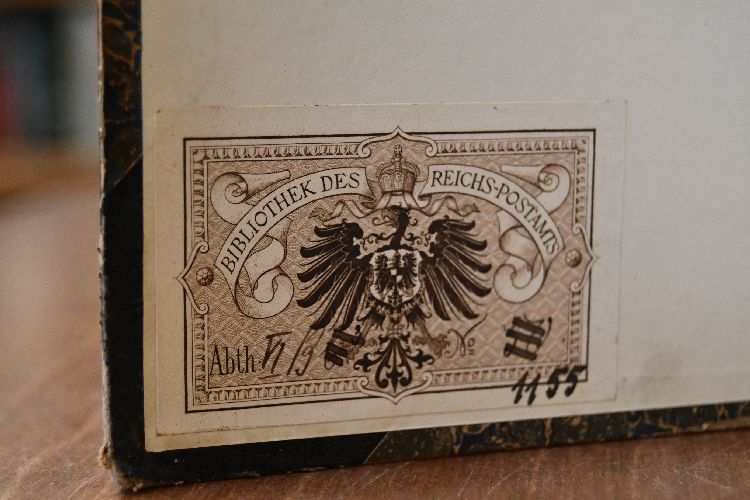 BIBLIOTHEK DES REICHS-POSTAMTS
Abth
No
1155